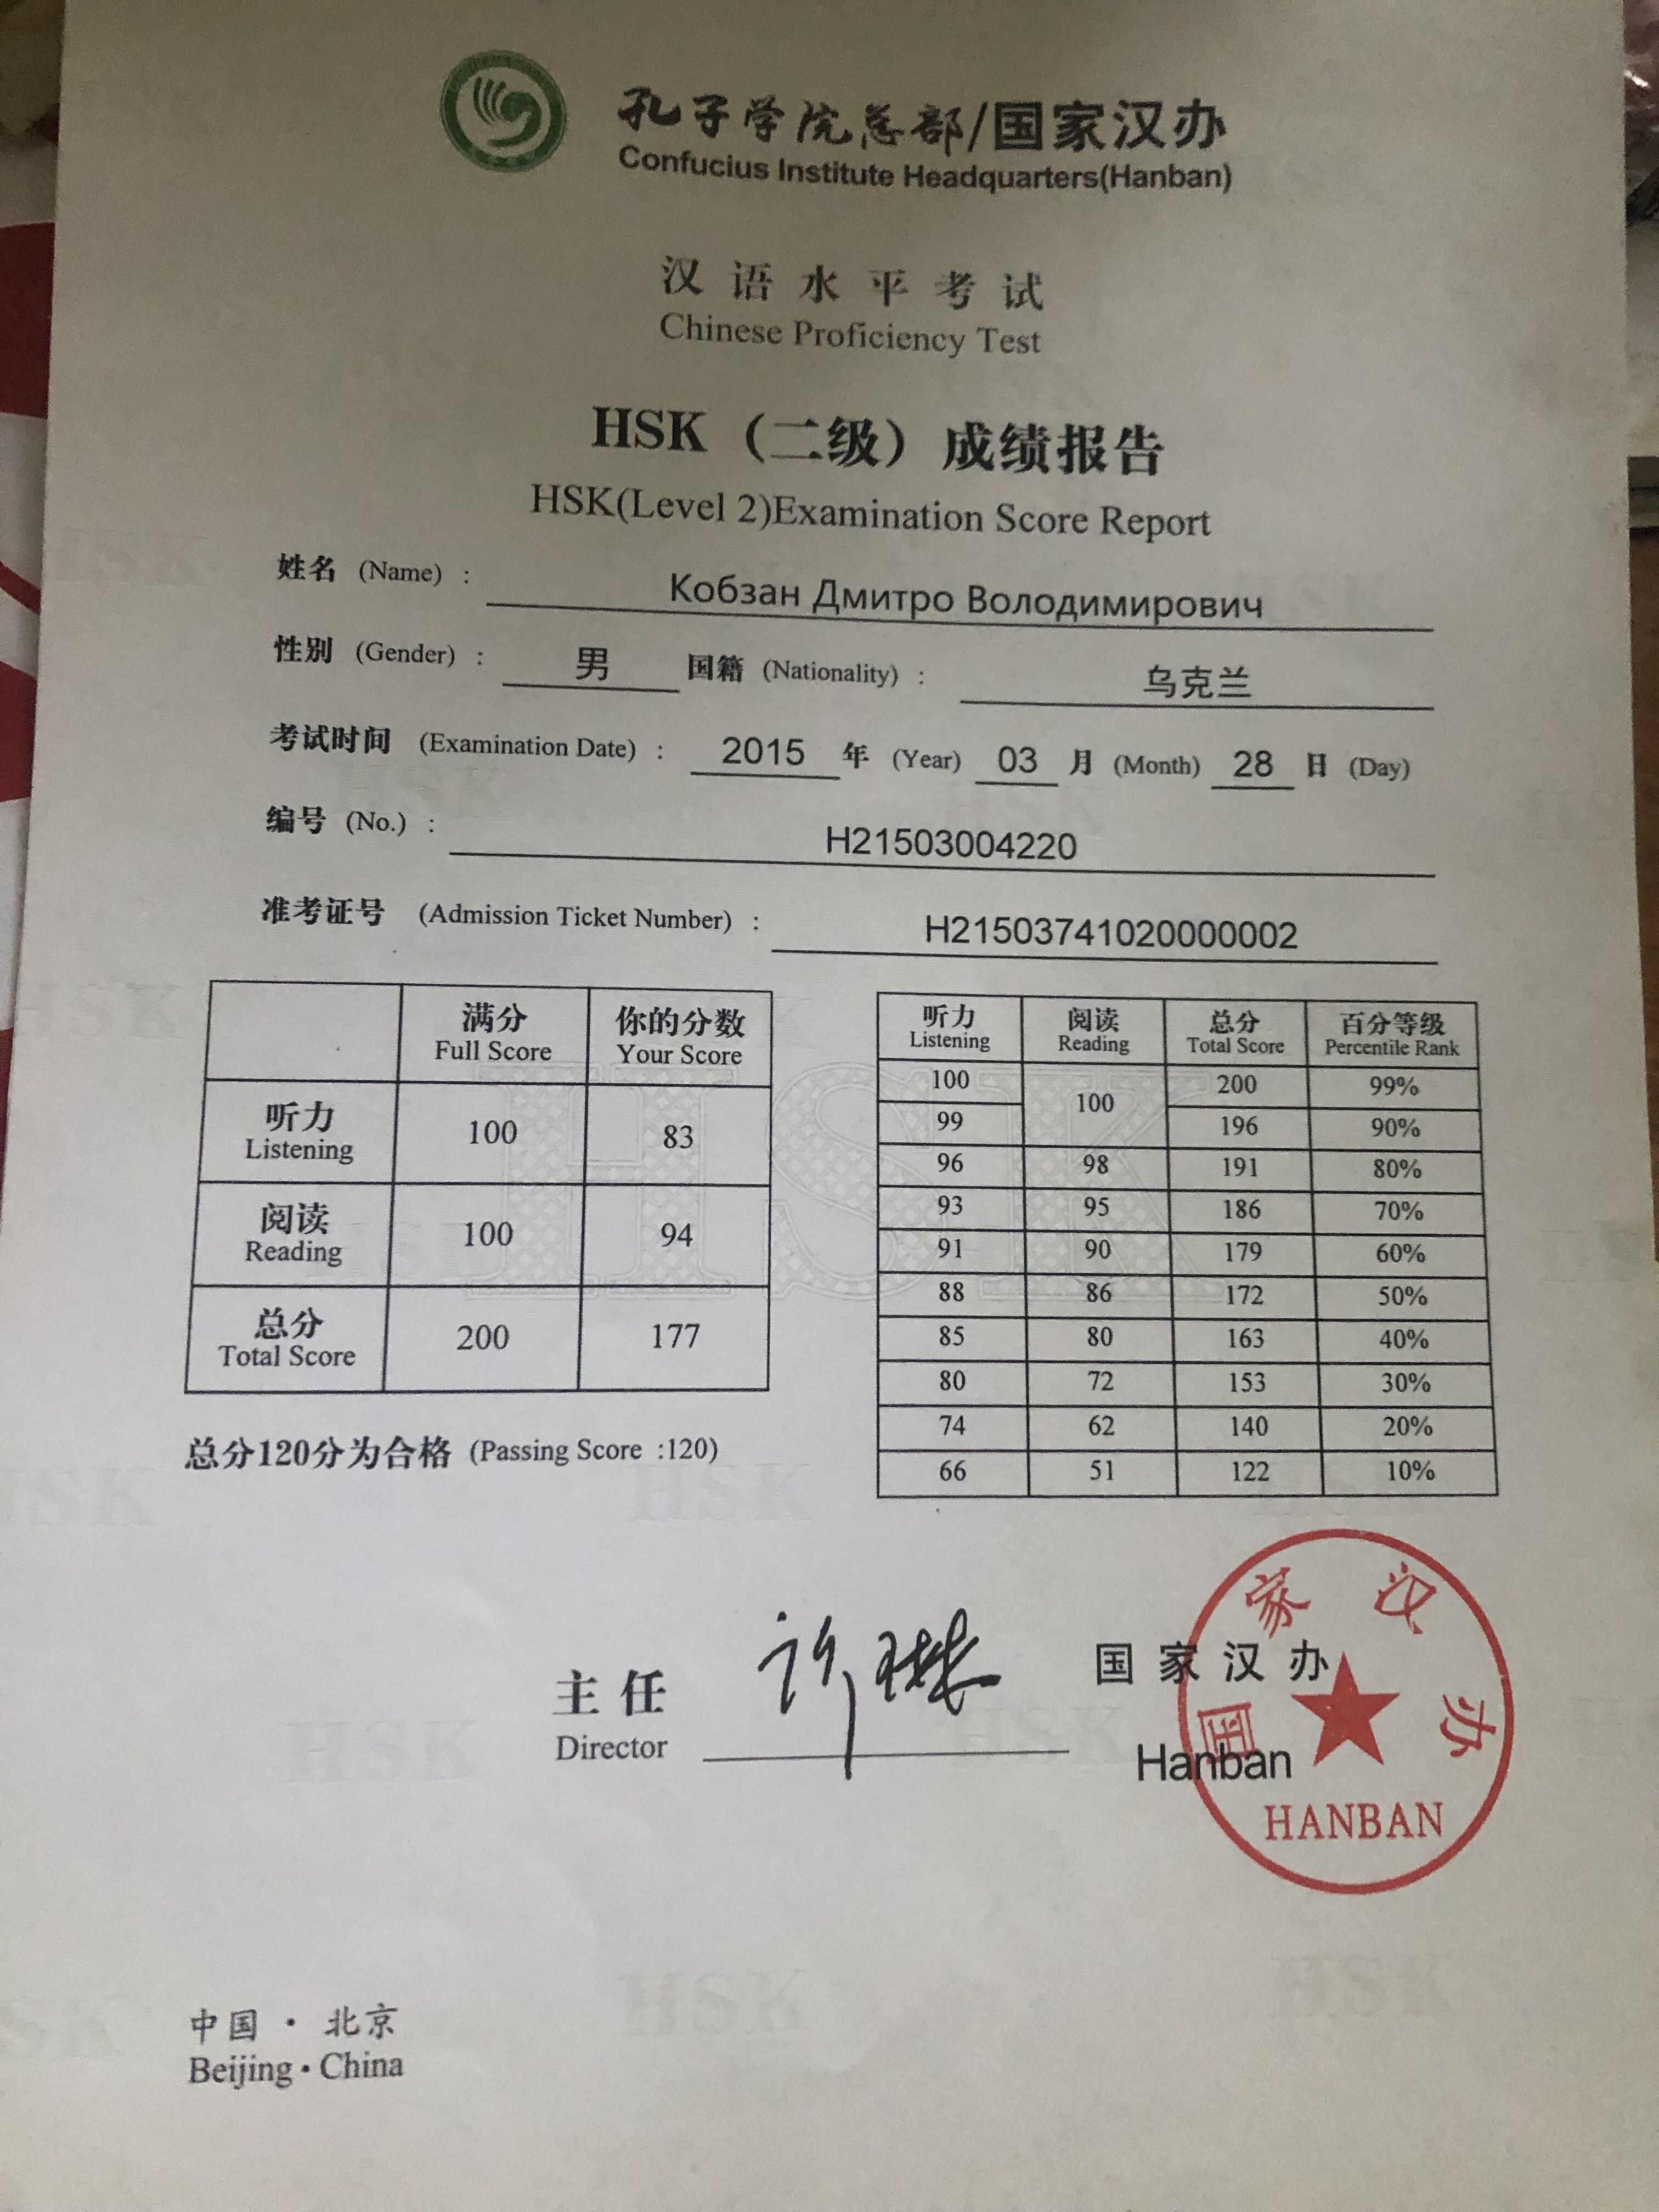 孔子学院总部/国家汉办
Confucius Institute Headquarters(Hanban)
汉语水平考试
Chinese Proficiency Test
HSK（二级）成绩报告
HSK(Level 2)Examination Score Report
姓名 (Name) : Кобзан Дмитро Володимирович
性别 (Gender) : 男 国籍 (Nationality) : 乌克兰
考试时间 (Examination Date) : 2015 年 (Year) 03 月 (Month) 28 日 (Day)
编号 (No.) : H21503004220
准考证号 (Admission Ticket Number) : H21503741020000002
满分 你的分数
Full Score Your Score
听力 100 83
Listening
阅读 100 94
Reading
总分 200 177
Total Score
总分120分为合格 (Passing Score :120)
听力 阅读 总分 百分等级
Listening Reading Total Score Percentile Rank
100 100 200 99%
99 196 90%
96 98 191 80%
93 95 186 70%
91 90 179 60%
88 86 172 50%
85 80 163 40%
80 72 153 30%
74 62 140 20%
66 51 122 10%
主任 许琳
Director
国家汉办
Hanban
国家汉办
HANBAN
中国·北京
Beijing·China
HSK